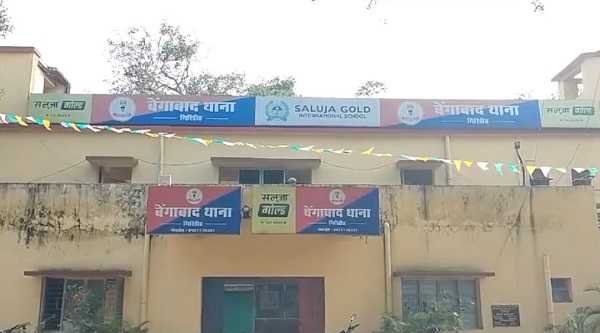 सलूजा गोल्ड
बेंगाबाद थाना
गिरिडीह
SALUJA GOLD
INTERNATIONAL SCHOOL
बेंगाबाद थाना
गिरिडीह
सलूजा गोल्ड
बेंगाबाद थाना
गिरिडीह
सलूजा
गोल्ड
बेंगाबाद थाना
गिरिडीह